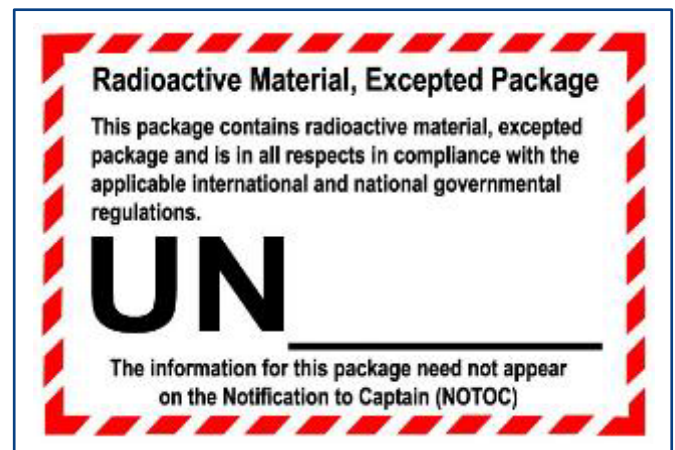 Radioactive Material, Excepted Package
This package contains radioactive material, excepted
package and is in all respects in compliance with the
applicable international and national governmental
regulations.
UN
The information for this package need not appear
on the Notification to Captain (NOTOC)